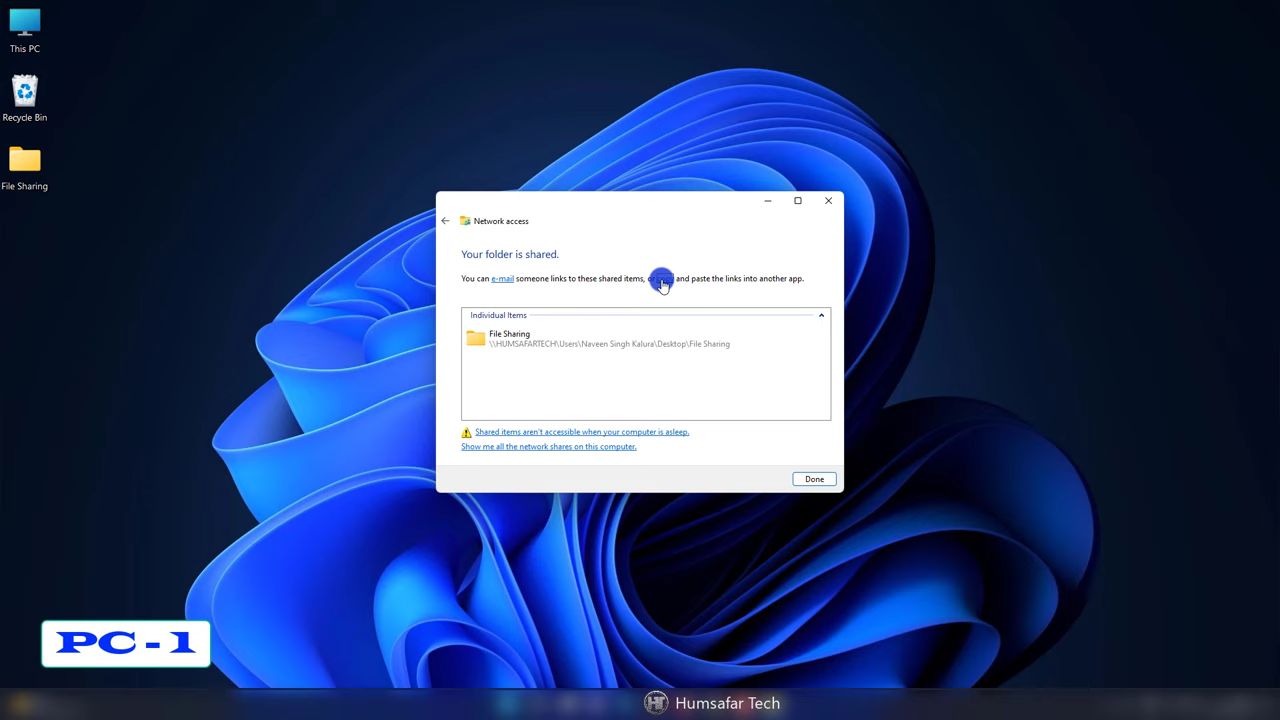 This PC
Recycle Bin
File Sharing
Network access
Your folder is shared.
You can e-mail someone links to these shared items, or copy and paste the links into another app.
Individual Items
File Sharing
\\HUMSAFARTECH\Users\Naveen Singh Kalura\Desktop\File Sharing
Shared items aren't accessible when your computer is asleep.
Show me all the network shares on this computer.
Done
PC-1
HT Humsafar Tech